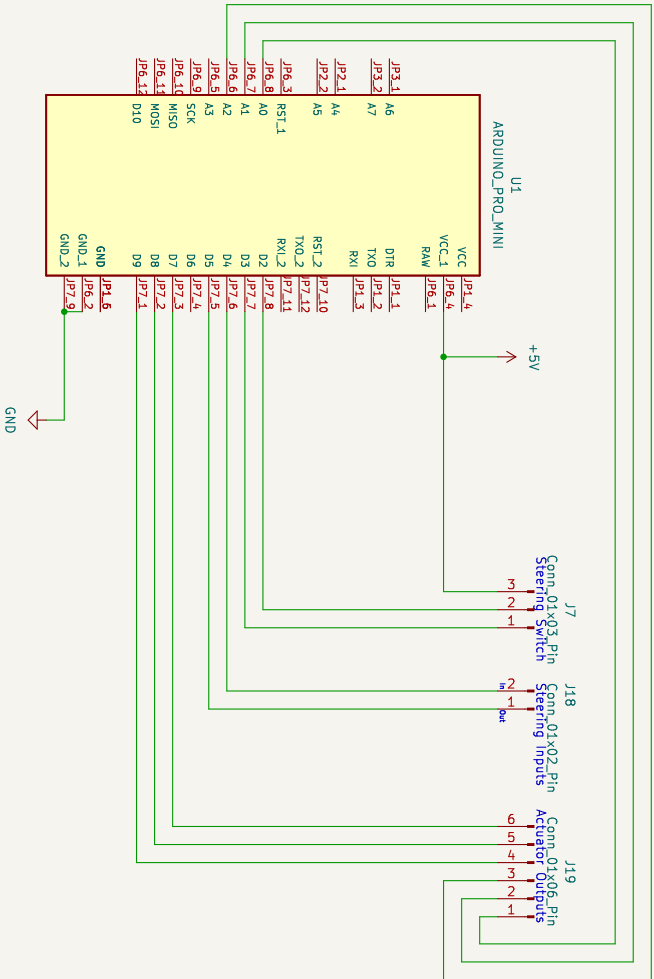 U1
ARDUINO_PRO_MINI
JP6_12
JP6_11
JP6_10
JP6_9
JP6_5
JP6_6
JP6_7
JP6_8
JP6_3
JP2_2
JP2_1
JP3_2
JP3_1
D10
MOSI
MISO
SCK
A3
A2
A1
A0
RST_1
A5
A4
A7
A6
GND_2
GND_1
GND
D9
D8
D7
D6
D5
D4
D3
D2
RXI_2
TXO_2
RST_2
RXI
TXO
DTR
RAW
VCC_1
VCC
JP7_9
JP6_2
JP7_1
JP7_2
JP7_3
JP7_4
JP7_5
JP7_6
JP7_7
JP7_8
JP7_11
JP7_12
JP7_10
JP1_3
JP1_2
JP1_1
JP6_1
JP6_4
JP1_4
+5V
GND
J7
Conn_01x03_Pin
Steering Switch
3
2
1
J18
Conn_01x02_Pin
Steering Inputs
In
2
1
Out
J19
Conn_01x06_Pin
Actuator Outputs
6
5
4
3
2
1